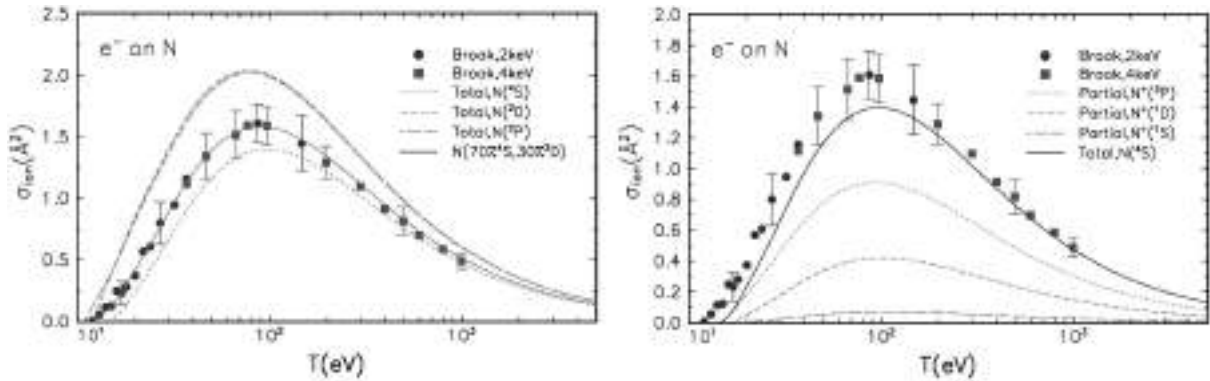 2.5
2.0
1.5
1.0
0.5
0.0
σion(Å²)
e⁻ on N
Brook,2keV
Brook,4keV
Total,N(⁴S)
Total,N(²D)
Total,N(²P)
N(70%⁴S,30%²D)
10¹
10²
10³
T(eV)
2.0
1.8
1.6
1.4
1.2
1.0
0.8
0.6
0.4
0.2
0.0
σion(Å²)
e⁻ on N
Brook,2keV
Brook,4keV
Partial,N⁺(³P)
Partial,N⁺(¹D)
Partial,N⁺(¹S)
Total,N(⁴S)
10¹
10²
10³
T(eV)